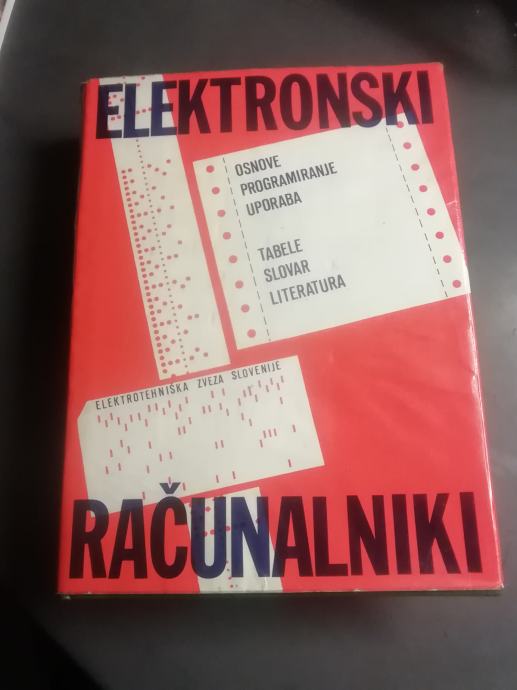 ELEKTRONSKI
OSNOVE
PROGRAMIRANJE
UPORABA
TABELE
SLOVAR
LITERATURA
ELEKTROTEHNIŠKA ZVEZA SLOVENIJE
RAČUNALNIKI